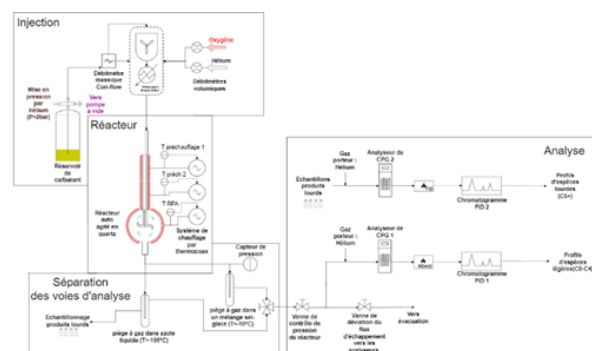 Injection
Oxygène
Hélium
Débitmètre
massique
Cori-flow
Débitmètres
volumiques
Mise en
pression
par
Hélium
(P~2bar)
Vers
pompe
à vide
Réservoir
de
carburant
Réacteur
T préchauffage 1
T préch 2
T RPA
Réacteur
auto
agité en
quartz
Système de
chauffage
par
thermocoax
Capteur de
pression
Séparation
des voies d'analyse
Echantillonnage
produits lourds
piège à gaz dans azote
liquide (T~-100°C)
piège à gaz dans un
mélange sel-
glace (T~-10°C)
Analyse
Gaz
porteur :
Hélium
Analyseur de
CPG 2
Echantillons
produits
lourds
Chromatogramme
FID 2
Profils
d'espèces
lourdes
(C5+)
Gaz
porteur :
Hélium
Analyseur de
CPG 1
Chromatogramme
FID 1
Profils
d'espèces
légères(C0-C4)
Vanne de
contrôle de
pression du
réacteur
Vanne de
déviation du flux
d'échappement
vers les
analyseurs
Vers
évacuation